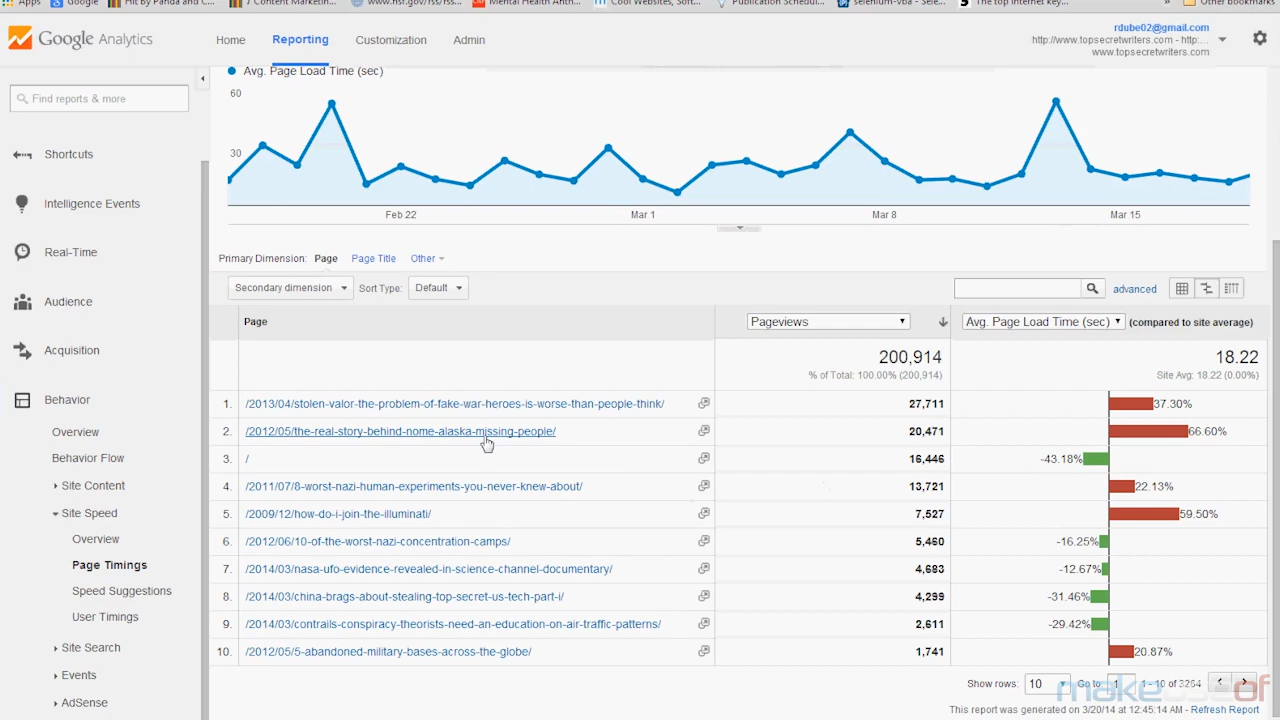 Apps Google Hit by Panda and C... 7 Content Marketin... www.nsf.gov/rss/rss... Mental Health Anth... Cool Websites, Soft... Publication Schedul... selenium-vba - Sele... The top internet key... » Other bookmarks
Google Analytics Home Reporting Customization Admin
rdube02@gmail.com
http://www.topsecretwriters.com - http:...
www.topsecretwriters.com
Find reports & more
Shortcuts
Intelligence Events
Real-Time
Audience
Acquisition
Behavior
Overview
Behavior Flow
Site Content
Site Speed
Overview
Page Timings
Speed Suggestions
User Timings
Site Search
Events
AdSense
Avg. Page Load Time (sec)
60
30
Feb 22 Mar 1 Mar 8 Mar 15
Primary Dimension: Page Page Title Other
Secondary dimension Sort Type: Default advanced
Page Pageviews Avg. Page Load Time (sec) (compared to site average)
200,914 18.22
% of Total: 100.00% (200,914) Site Avg: 18.22 (0.00%)
1. /2013/04/stolen-valor-the-problem-of-fake-war-heroes-is-worse-than-people-think/ 27,711 37.30%
2. /2012/05/the-real-story-behind-nome-alaska-missing-people/ 20,471 66.60%
3. / 16,446 -43.18%
4. /2011/07/8-worst-nazi-human-experiments-you-never-knew-about/ 13,721 22.13%
5. /2009/12/how-do-i-join-the-illuminati/ 7,527 59.50%
6. /2012/06/10-of-the-worst-nazi-concentration-camps/ 5,460 -16.25%
7. /2014/03/nasa-ufo-evidence-revealed-in-science-channel-documentary/ 4,683 -12.67%
8. /2014/03/china-brags-about-stealing-top-secret-us-tech-part-i/ 4,299 -31.46%
9. /2014/03/contrails-conspiracy-theorists-need-an-education-on-air-traffic-patterns/ 2,611 -29.42%
10. /2012/05/5-abandoned-military-bases-across-the-globe/ 1,741 20.87%
Show rows: 10 Go to: 1 1 - 10 of 3264
makeuseof
This report was generated on 3/20/14 at 12:45:14 AM - Refresh Report